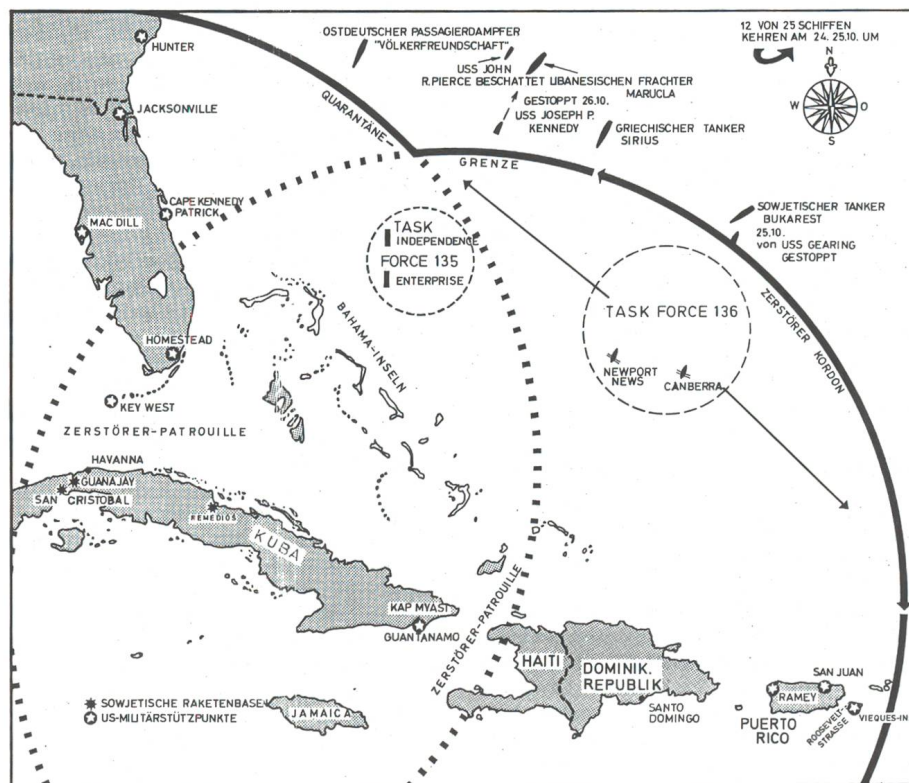 HUNTER
OSTDEUTSCHER PASSAGIERDAMPFER
"VÖLKERFREUNDSCHAFT"
USS JOHN
R.PIERCE BESCHATTET LIBANESISCHEN FRACHTER
MARUCLA
GESTOPPT 26.10.
USS JOSEPH P.
KENNEDY
12 VON 25 SCHIFFEN
KEHREN AM 24. 25.10. UM
N
W
O
S
JACKSONVILLE
QUARANTÄNE
GRENZE
GRIECHISCHER TANKER
SIRIUS
CAPE KENNEDY
PATRICK
MAC DILL
TASK
INDEPENDENCE
FORCE 135
ENTERPRISE
SOWJETISCHER TANKER
BUKAREST
25.10.
von USS GEARING
GESTOPPT
TASK FORCE 136
ZERSTÖRER KORDON
BAHAMA-INSELN
HOMESTEAD
NEWPORT
NEWS
CANBERRA
KEY WEST
ZERSTÖRER-PATROUILLE
HAVANNA
GUANAJAY
SAN CRISTOBAL
REMEDIOS
KUBA
KAP MYASI
GUANTANAMO
ZERSTÖRER-PATROUILLE
HAITI
DOMINIK.
REPUBLIK
SANTO
DOMINGO
SAN JUAN
RAMEY
PUERTO
RICO
ROOSEVELT-
STRASSE
VIEQUES-IN
SOWJETISCHE RAKETENBASE
US-MILITÄRSTÜTZPUNKTE
JAMAICA